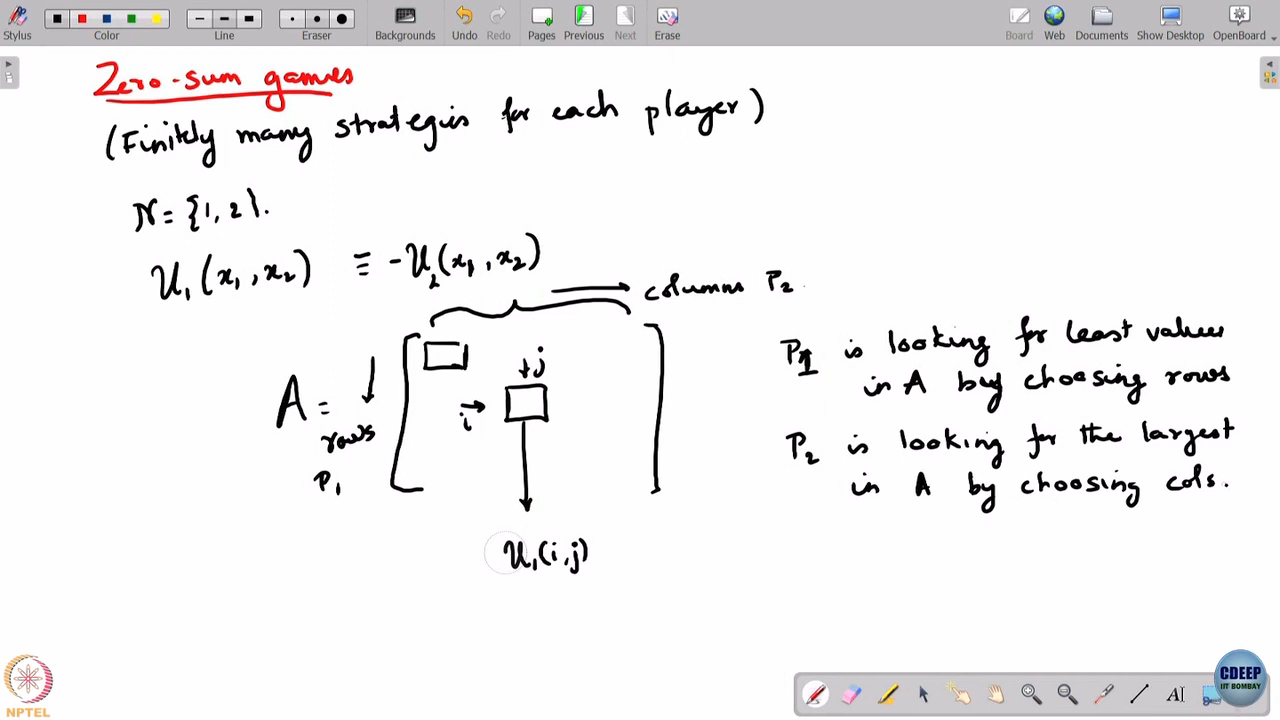 Stylus
Color
Line
Eraser
Backgrounds
Undo
Redo
Pages
Previous
Next
Erase
Board
Web
Documents
Show Desktop
OpenBoard
Zero-sum games
(Finitely many strategies for each player)
N = {1, 2}.
U₁(x₁, x₂) ≡ -U₂(x₁, x₂)
columns P₂
A =
rows
P₁
j
i
U₁(i, j)
P₁ is looking for least values
in A by choosing rows
P₂ is looking for the largest
in A by choosing cols.
NPTEL
CDEEP
IIT BOMBAY